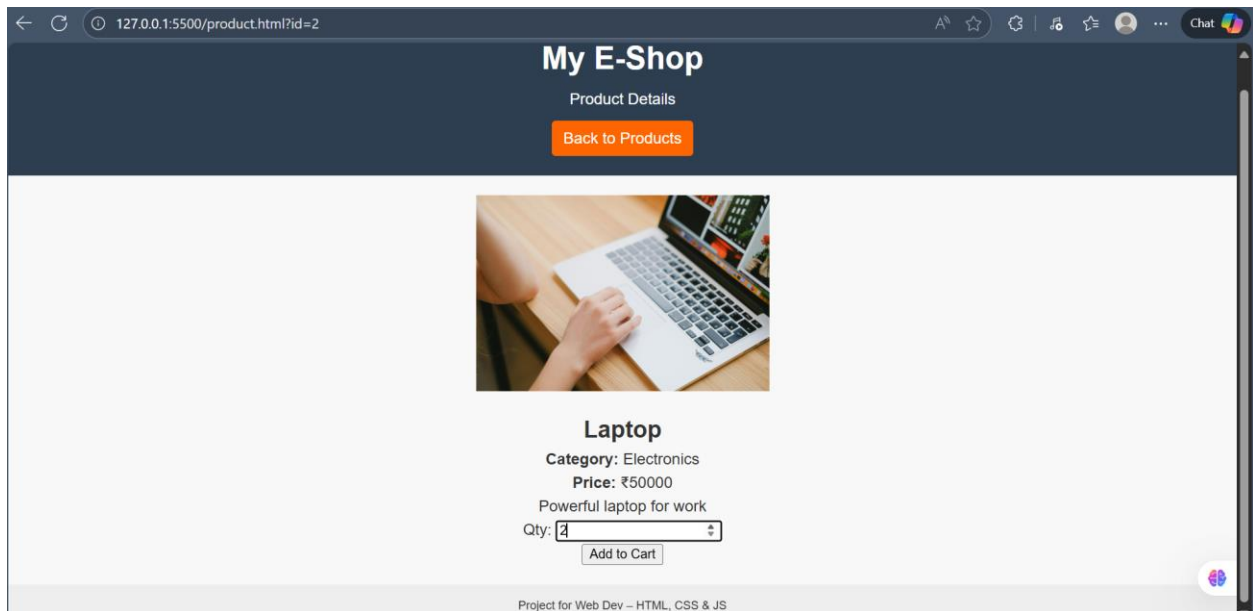 127.0.0.1:5500/product.html?id=2
Chat
My E-Shop
Product Details
Back to Products
Laptop
Category: Electronics
Price: ₹50000
Powerful laptop for work
Qty: 2
Add to Cart
Project for Web Dev – HTML, CSS & JS